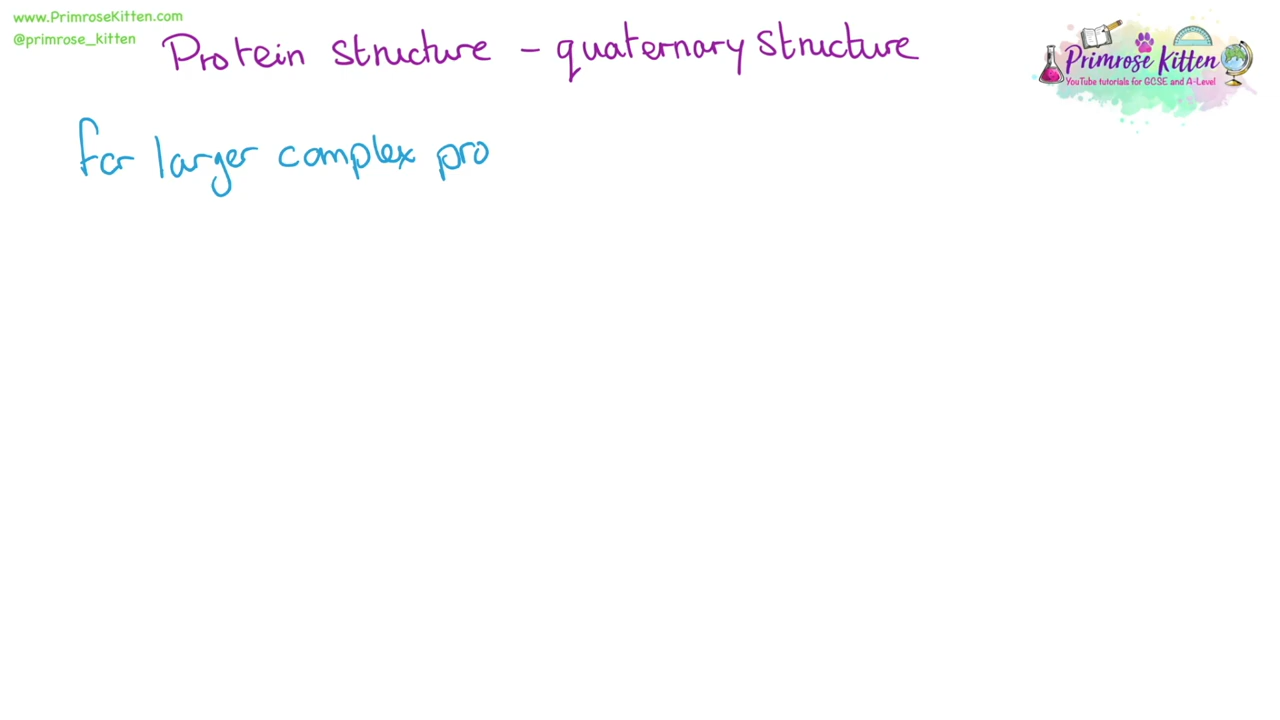 www.PrimroseKitten.com
@primrose_kitten
Protein structure - quaternary structure
Primrose Kitten
YouTube tutorials for GCSE and A-Level
for larger complex pro